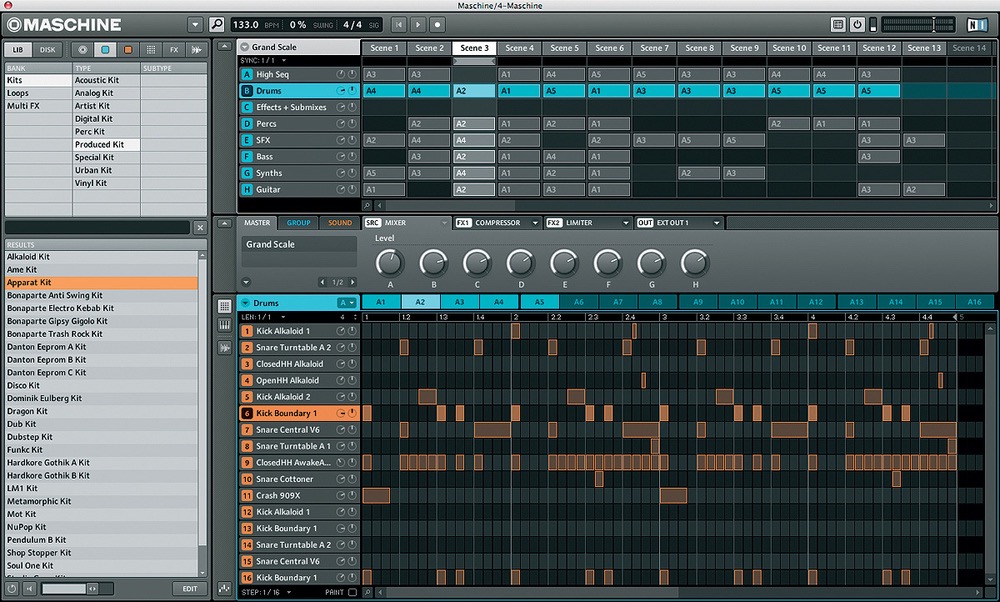 Maschine/4-Maschine
MASCHINE 133.0 BPM 0 % SWING 4/4 SIG
LIB DISK FX
BANK TYPE SUBTYPE
Kits Acoustic Kit
Loops Analog Kit
Multi FX Artist Kit
Digital Kit
Perc Kit
Produced Kit
Special Kit
Urban Kit
Vinyl Kit
RESULTS
Alkaloid Kit
Ame Kit
Apparat Kit
Bonaparte Anti Swing Kit
Bonaparte Electro Kebab Kit
Bonaparte Gipsy Gigolo Kit
Bonaparte Trash Rock Kit
Danton Eeprom A Kit
Danton Eeprom B Kit
Danton Eeprom C Kit
Disco Kit
Dominik Eulberg Kit
Dragon Kit
Dub Kit
Dubstep Kit
Funkc Kit
Hardkore Gothik A Kit
Hardkore Gothik B Kit
LM1 Kit
Metamorphic Kit
Mot Kit
NuPop Kit
Pendulum B Kit
Shop Stopper Kit
Soul One Kit
EDIT
Grand Scale Scene 1 Scene 2 Scene 3 Scene 4 Scene 5 Scene 6 Scene 7 Scene 8 Scene 9 Scene 10 Scene 11 Scene 12 Scene 13 Scene 14
SYNC: 1/1
A High Seq A3 A3 A1 A4 A5 A5 A3 A3 A4 A4 A3
B Drums A4 A4 A2 A1 A5 A1 A3 A3 A3 A5 A5 A5
C Effects + Submixes
D Percs A2 A2 A1 A2 A1 A2 A1 A1
E SFX A2 A4 A4 A2 A5 A2 A3 A5 A5 A3 A3
F Bass A3 A2 A1 A4 A1 A3
G Synths A5 A1 A4 A1 A5 A1 A2 A3
H Guitar A1 A2 A1 A3 A1 A3 A2
MASTER GROUP SOUND SRC MIXER FX1 COMPRESSOR FX2 LIMITER OUT EXT OUT 1
Grand Scale Level
1/2 A B C D E F G H
Drums A A1 A2 A3 A4 A5 A6 A7 A8 A9 A10 A11 A12 A13 A14 A15 A16
LEN: 1/1 4 1 1.2 1.3 1.4 2 2.2 2.3 2.4 3 3.2 3.3 3.4 4 4.2 4.3 4.4 5
1 Kick Alkaloid 1
2 Snare Turntable A 2
3 ClosedHH Alkaloid
4 OpenHH Alkaloid
5 Kick Alkaloid 2
6 Kick Boundary 1
7 Snare Central V6
8 Snare Turntable A 1
9 ClosedHH AwakeA...
10 Snare Cottoner
11 Crash 909X
12 Kick Alkaloid 1
13 Kick Boundary 1
14 Snare Turntable A 2
15 Snare Central V6
16 Kick Boundary 1
STEP: 1/16 PAINT